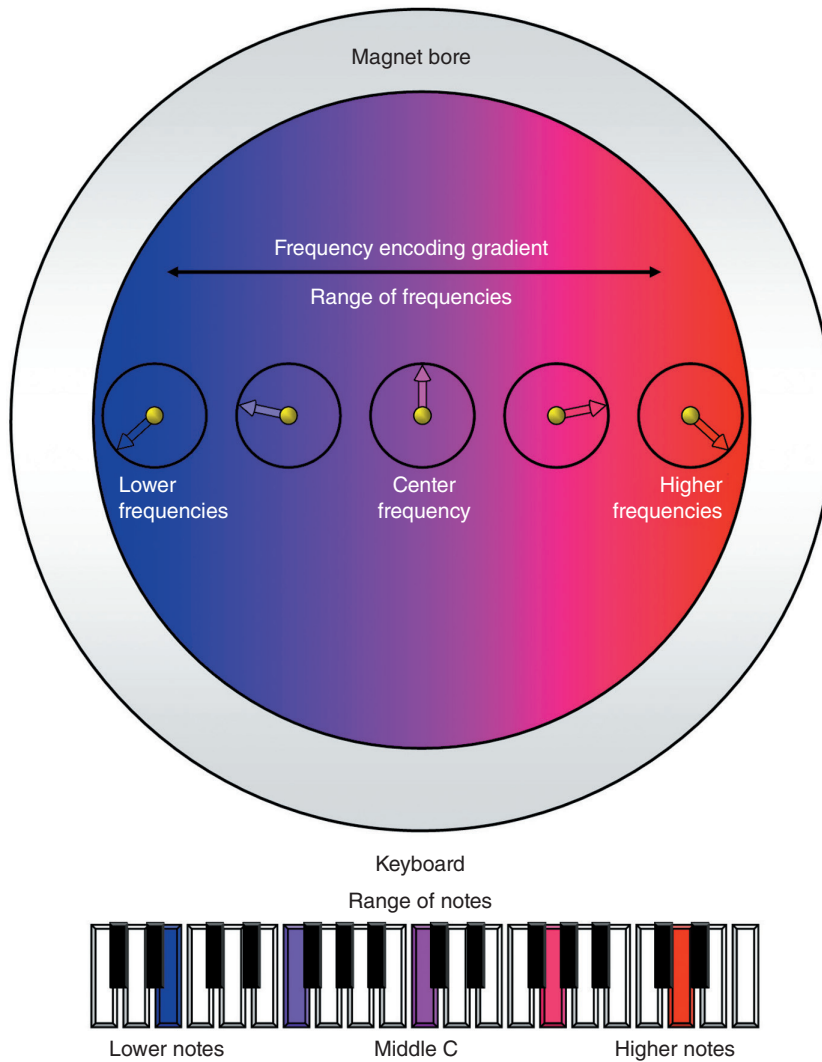 Magnet bore
Frequency encoding gradient
Range of frequencies
Lower
frequencies
Center
frequency
Higher
frequencies
Keyboard
Range of notes
Lower notes
Middle C
Higher notes